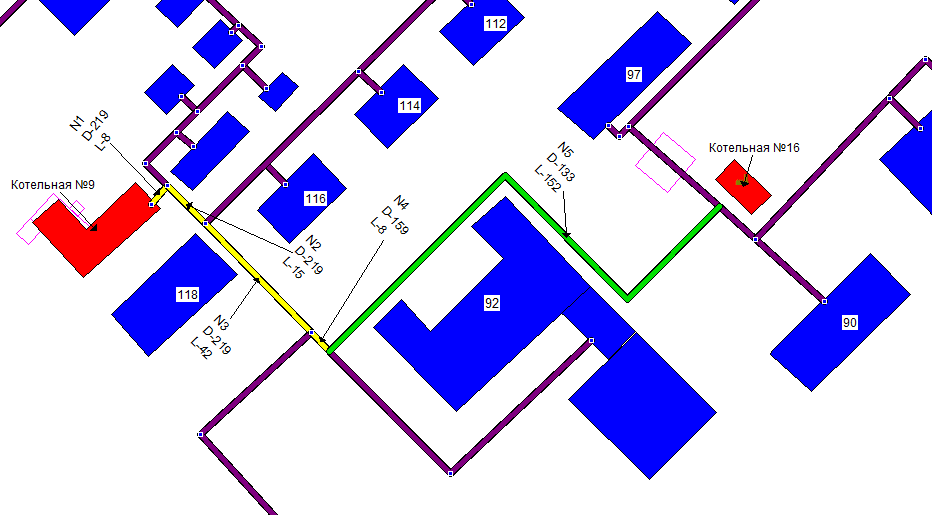 112
97
114
N1
D-219
L-8
Котельная №16
N5
D-133
L-152
Котельная №9
116
N4
D-159
L-8
N2
D-219
L-15
118
92
N3
D-219
L-42
90